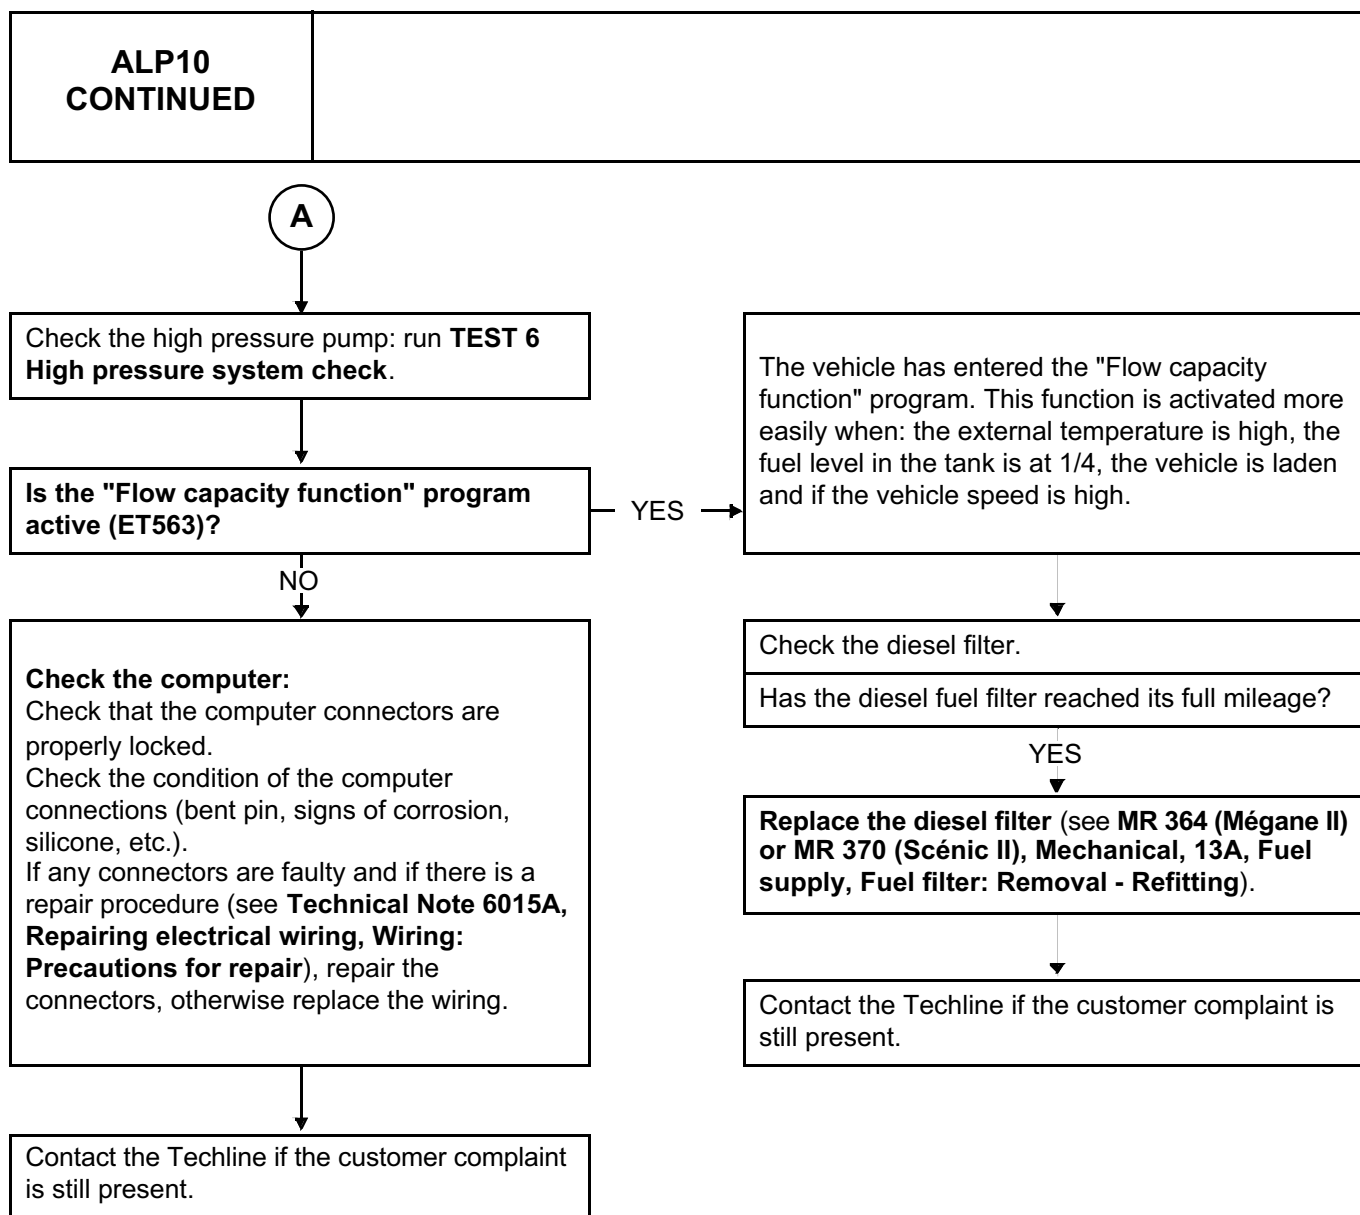 ALP10
CONTINUED
A
Check the high pressure pump: run TEST 6
High pressure system check.
Is the "Flow capacity function" program
active (ET563)?
YES
The vehicle has entered the "Flow capacity
function" program. This function is activated more
easily when: the external temperature is high, the
fuel level in the tank is at 1/4, the vehicle is laden
and if the vehicle speed is high.
NO
Check the computer:
Check that the computer connectors are
properly locked.
Check the condition of the computer
connections (bent pin, signs of corrosion,
silicone, etc.).
If any connectors are faulty and if there is a
repair procedure (see Technical Note 6015A,
Repairing electrical wiring, Wiring:
Precautions for repair), repair the
connectors, otherwise replace the wiring.
Check the diesel filter.
Has the diesel fuel filter reached its full mileage?
YES
Replace the diesel filter (see MR 364 (Mégane II)
or MR 370 (Scénic II), Mechanical, 13A, Fuel
supply, Fuel filter: Removal - Refitting).
Contact the Techline if the customer complaint is
still present.
Contact the Techline if the customer complaint
is still present.